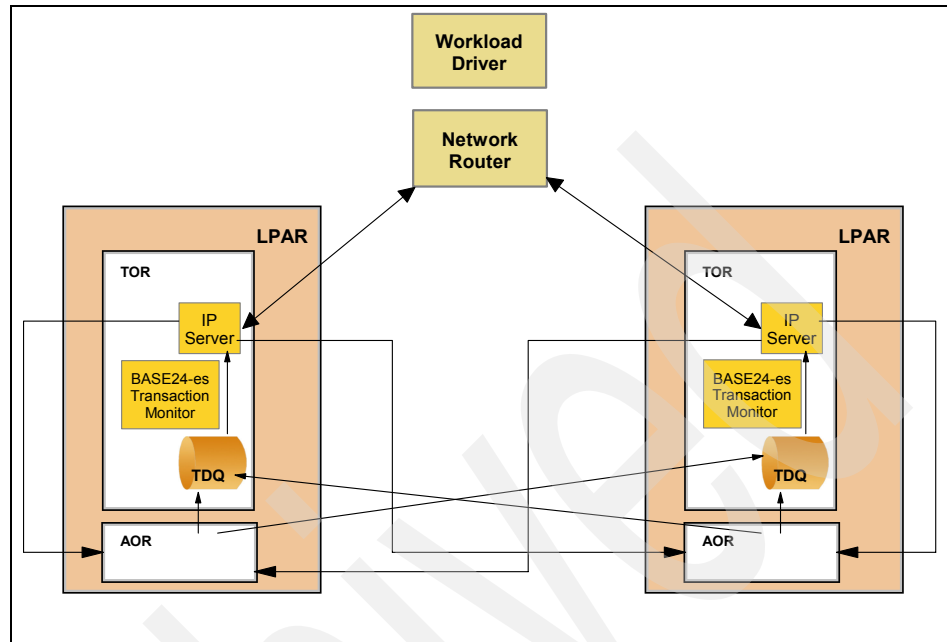 Workload
Driver
Network
Router
LPAR
TOR
IP
Server
BASE24-es
Transaction
Monitor
TDQ
AOR
LPAR
TOR
IP
Server
BASE24-es
Transaction
Monitor
TDQ
AOR